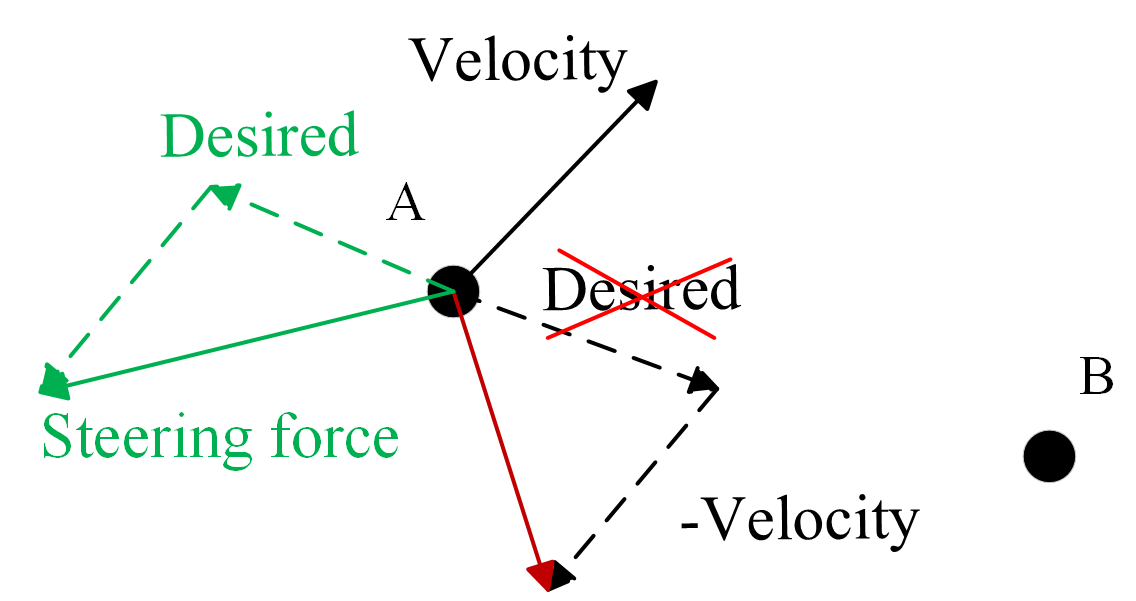 Velocity
Desired
A
Desired
B
Steering force
-Velocity